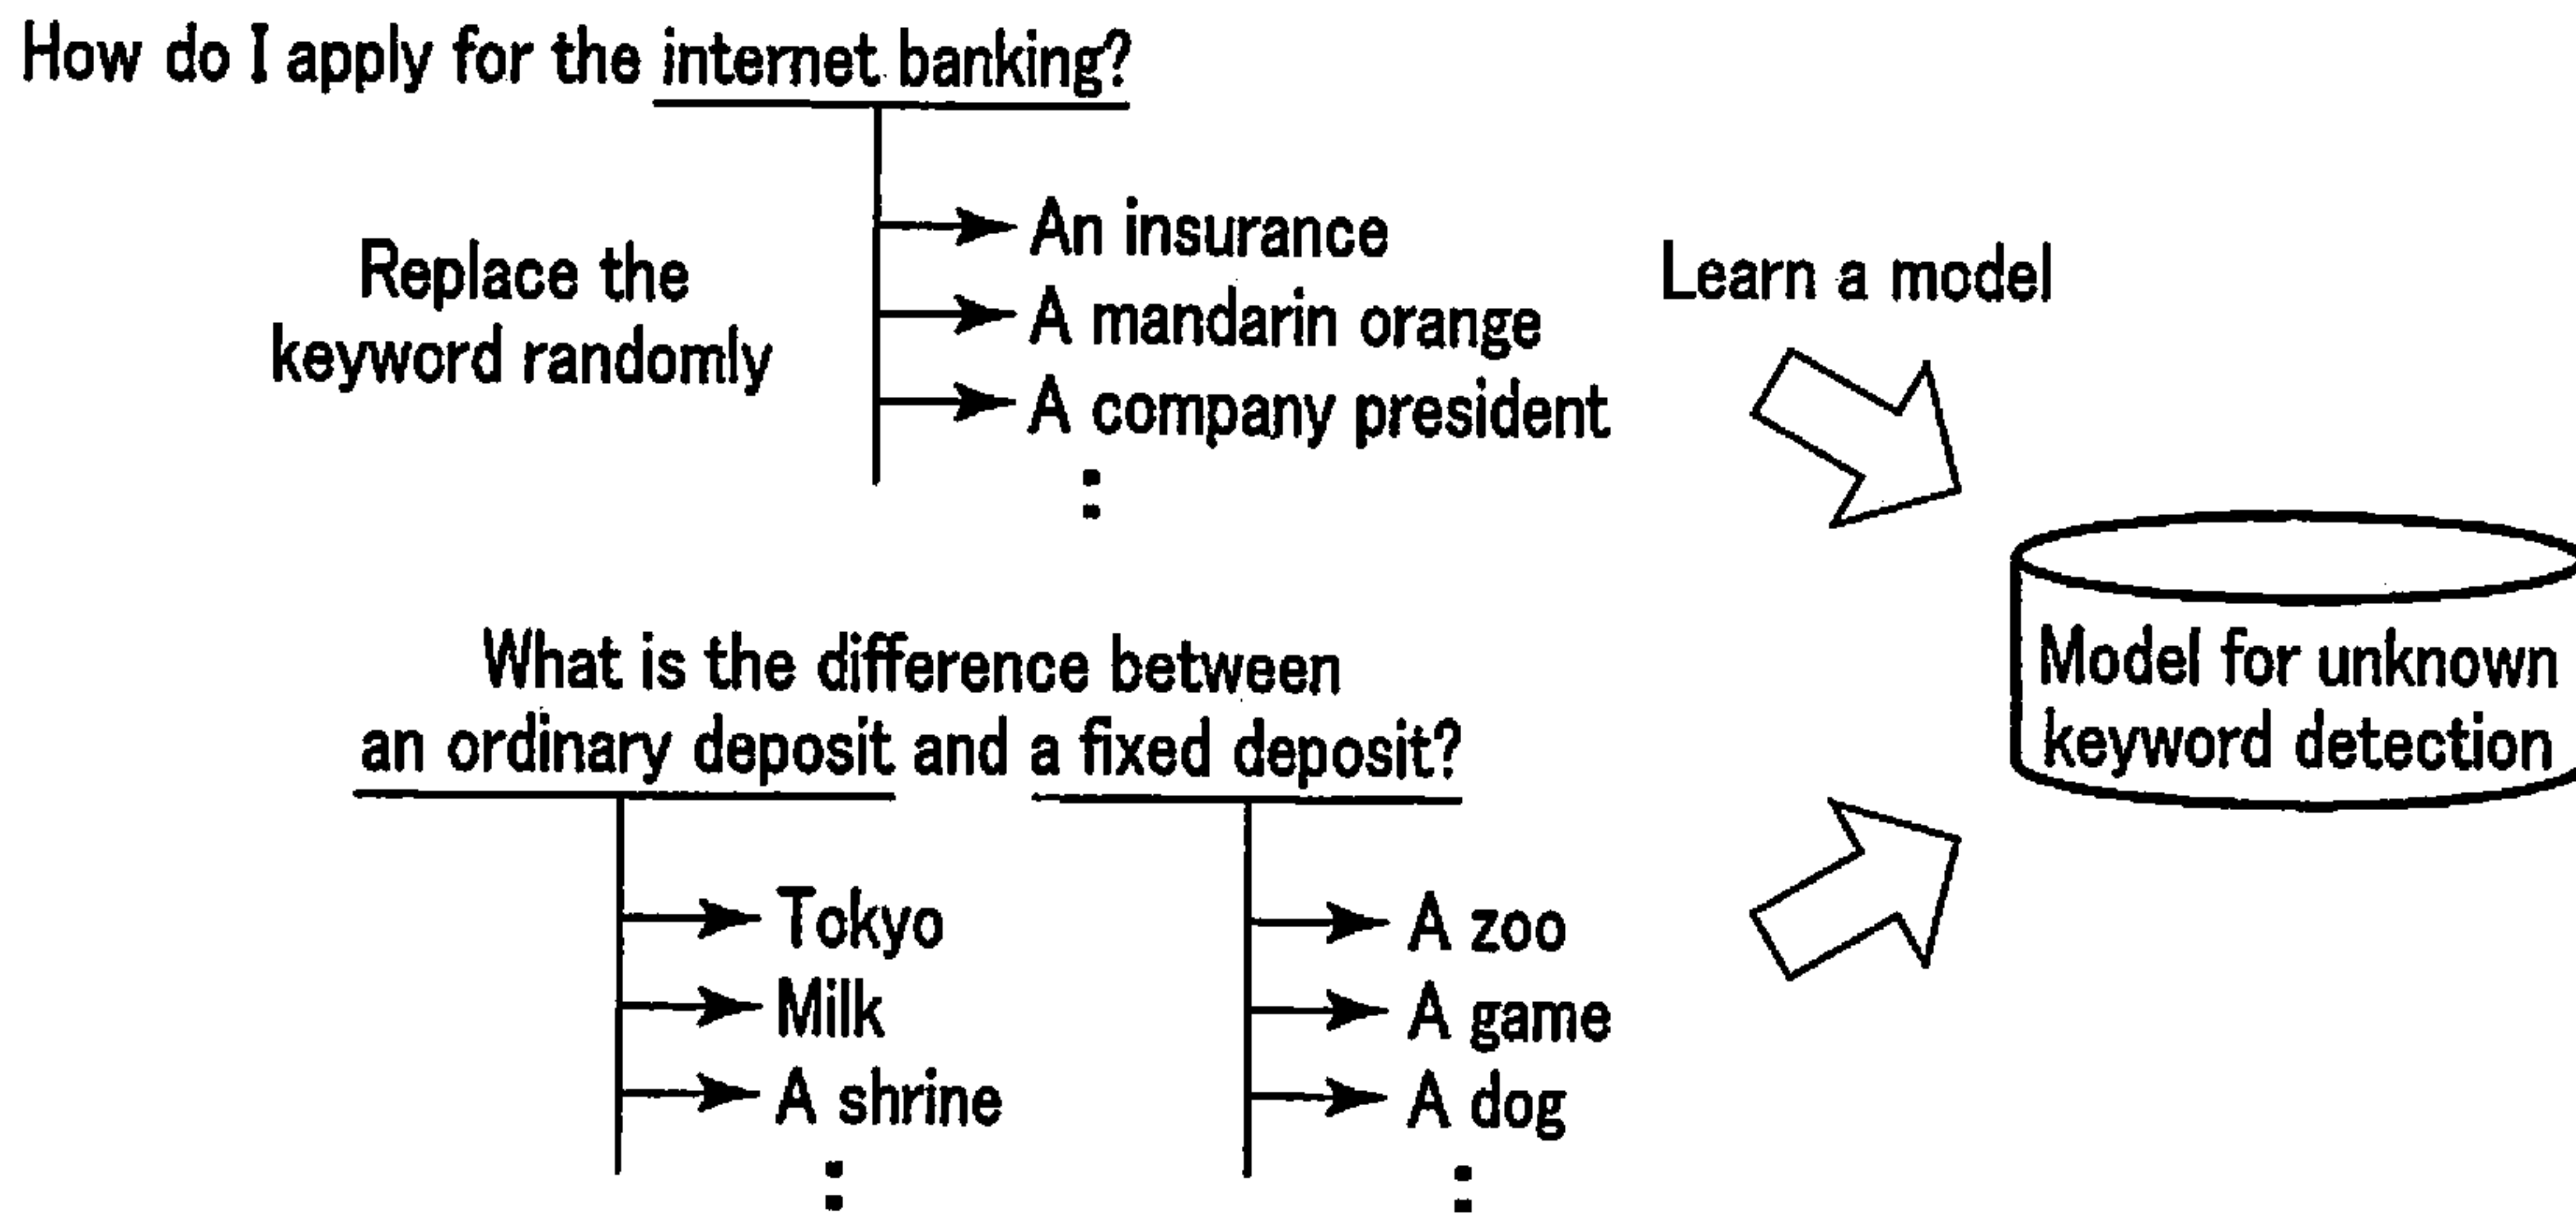 How do I apply for the internet banking?
Replace the
keyword randomly
An insurance
A mandarin orange
A company president
:
Learn a model
What is the difference between
an ordinary deposit and a fixed deposit?
Tokyo
Milk
A shrine
:
A zoo
A game
A dog
:
Model for unknown
keyword detection